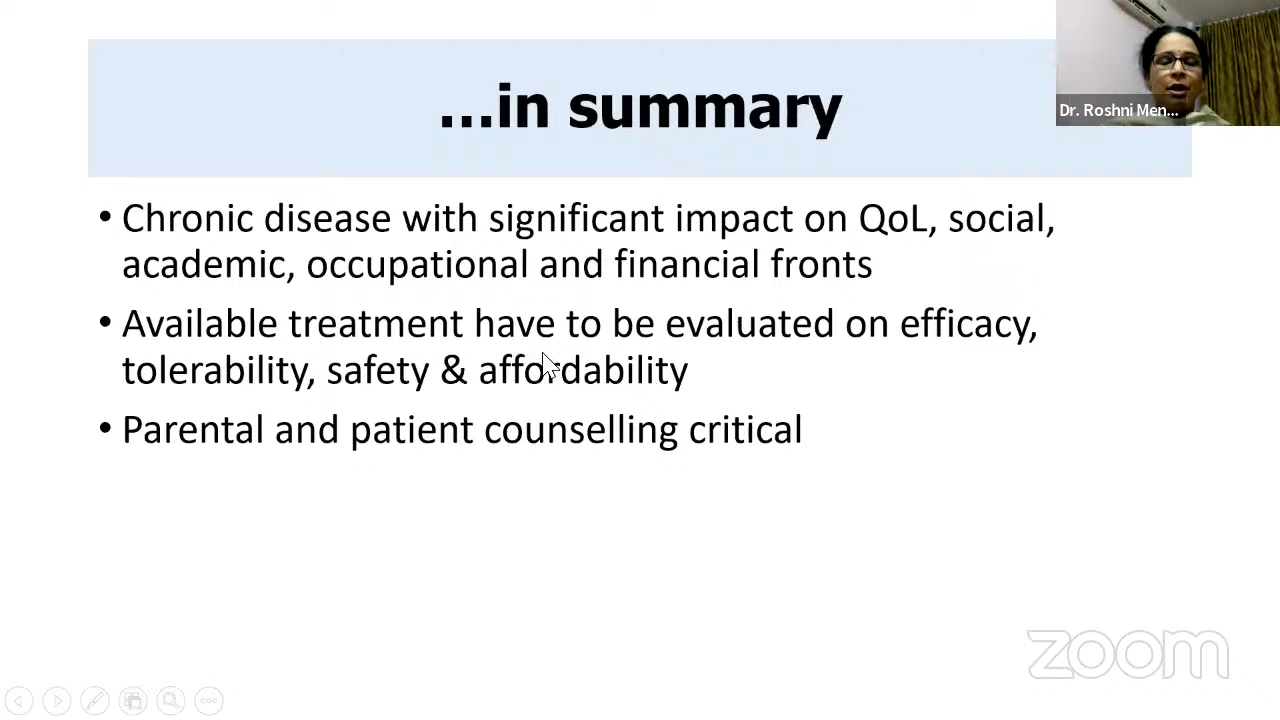 ...in summary
Dr. Roshni Men...
• Chronic disease with significant impact on QoL, social,
academic, occupational and financial fronts
• Available treatment have to be evaluated on efficacy,
tolerability, safety & affordability
• Parental and patient counselling critical
zoom